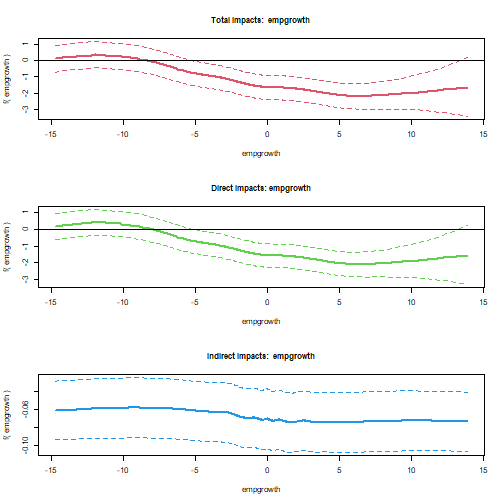 Total impacts: empgrowth
f( empgrowth )
1
0
-1
-2
-3
-15 -10 -5 0 5 10 15
empgrowth
Direct impacts: empgrowth
f( empgrowth )
1
0
-1
-2
-3
-15 -10 -5 0 5 10 15
empgrowth
Indirect impacts: empgrowth
f( empgrowth )
-0.06
-0.10
-15 -10 -5 0 5 10 15
empgrowth